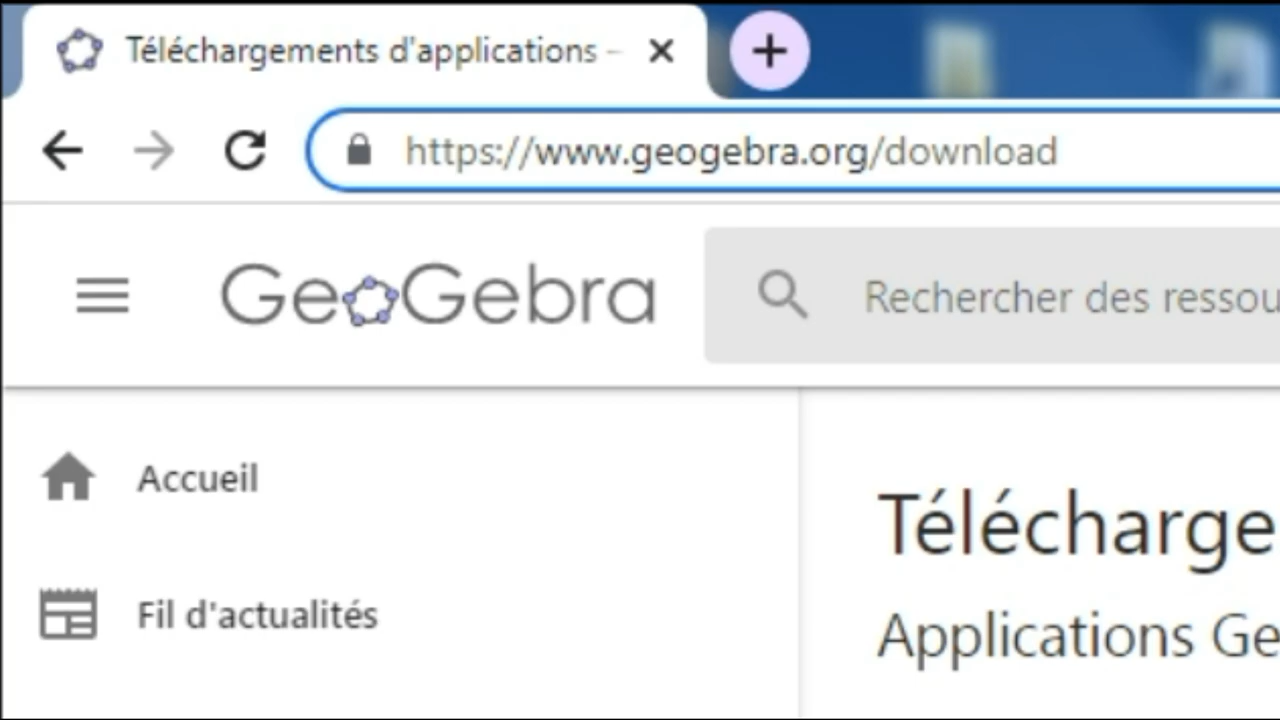 Téléchargements d'applications –
https://www.geogebra.org/download
GeoGebra
Rechercher des ressou
Accueil
Télécharge
Fil d'actualités
Applications Ge